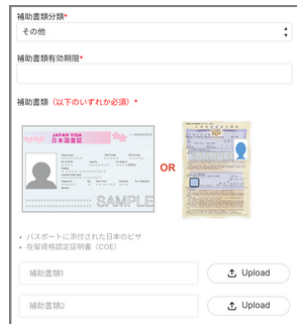 補助書類分類*
その他
補助書類有効期限*
補助書類（以下のいずれか必須）*
JAPAN VISA
日本国査証
SAMPLE
OR
• パスポートに添付された日本のビザ
• 在留資格認定証明書（COE）
補助書類1
Upload
補助書類2
Upload